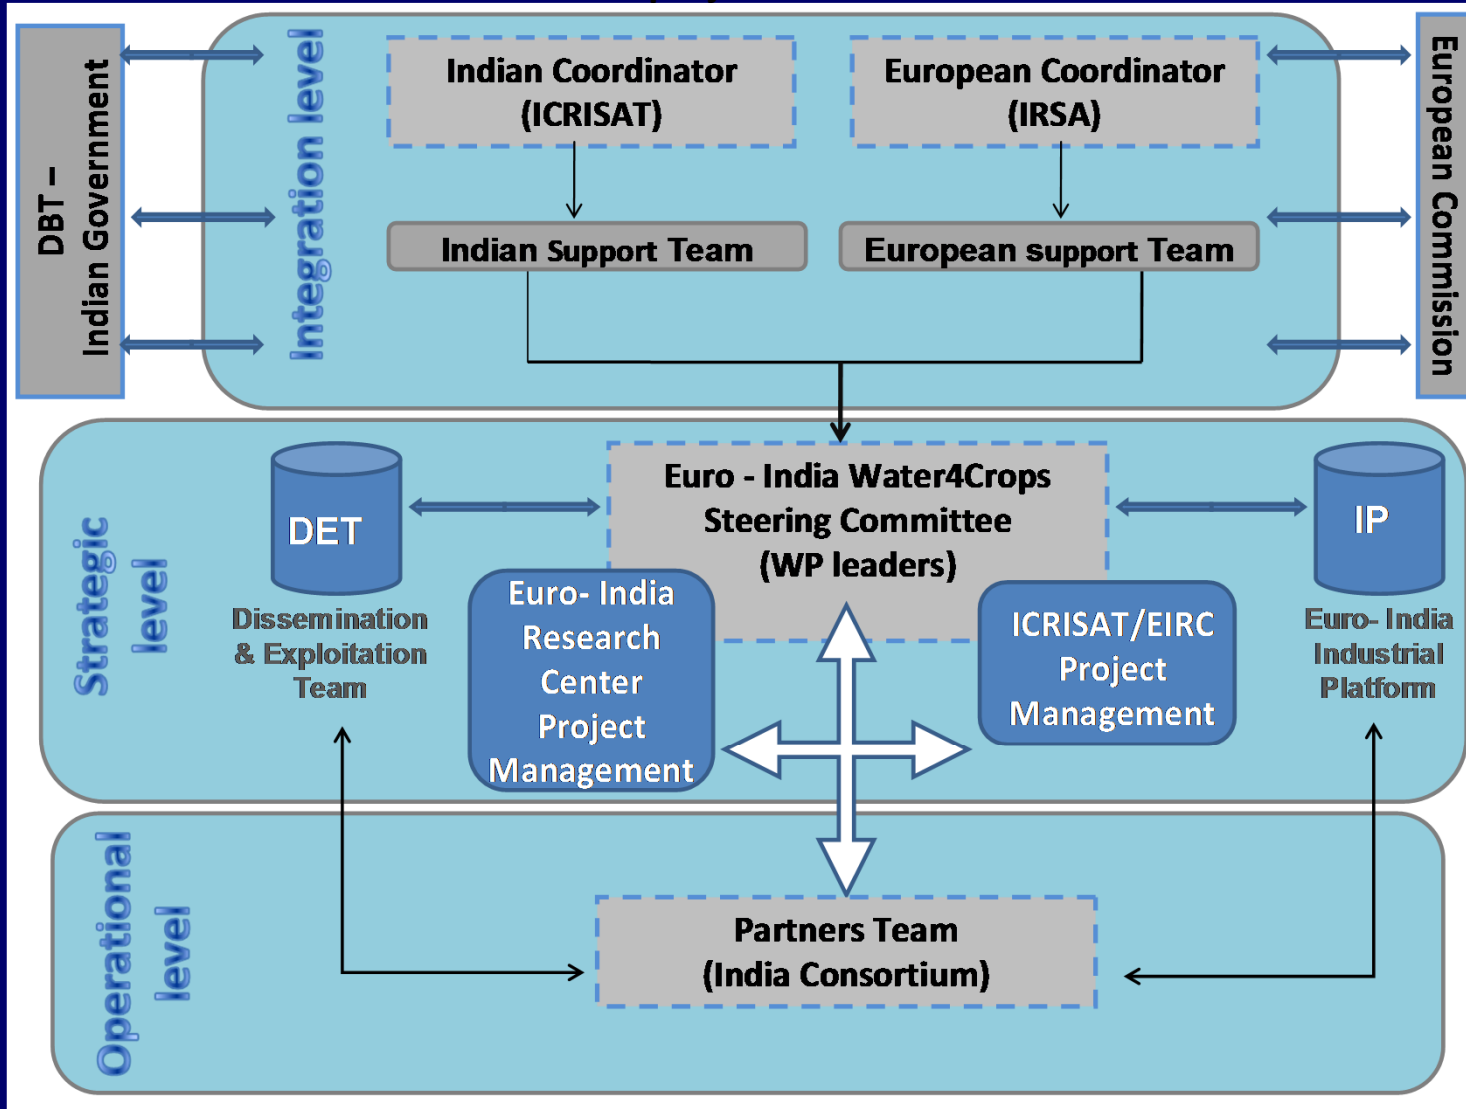 DBT –
Indian Government
Integration level
Indian Coordinator
(ICRISAT)
European Coordinator
(IRSA)
European Commission
Indian Support Team
European support Team
Strategic
level
DET
Dissemination
& Exploitation
Team
Euro - India Water4Crops
Steering Committee
(WP leaders)
Euro- India
Research
Center
Project
Management
ICRISAT/EIRC
Project
Management
IP
Euro- India
Industrial
Platform
Operational
level
Partners Team
(India Consortium)